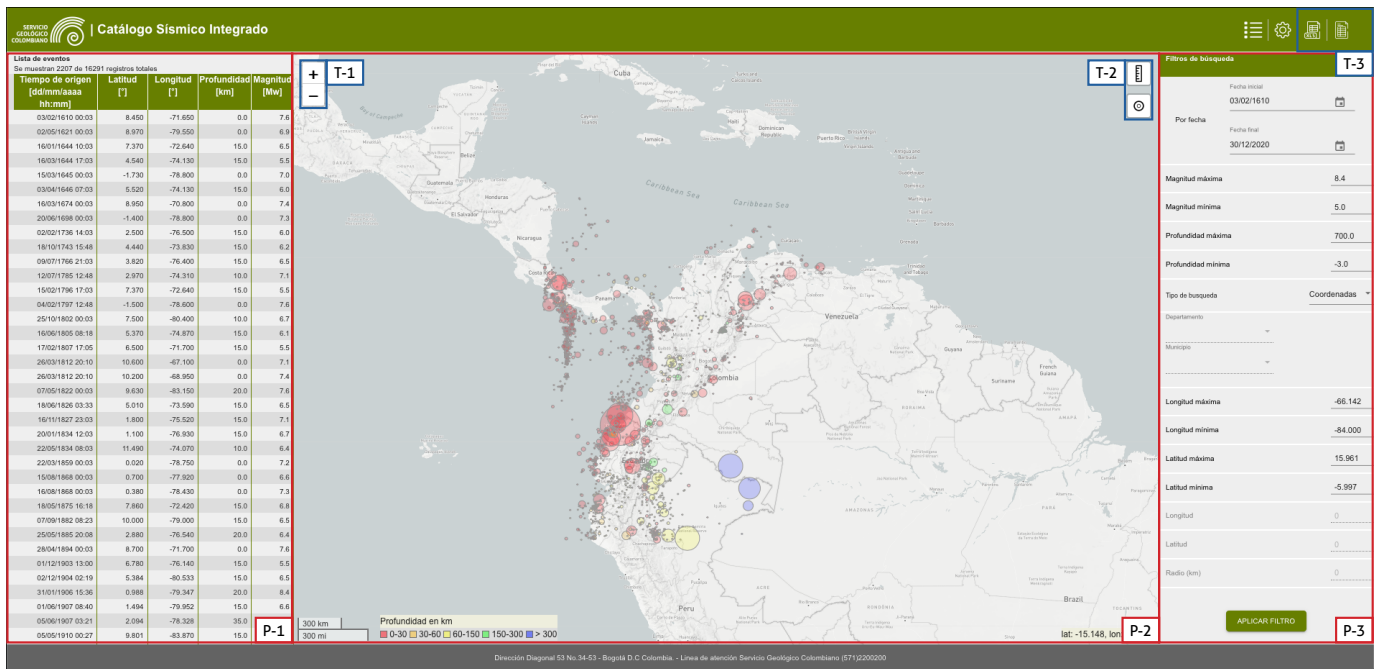 SERVICIO
GEOLÓGICO
COLOMBIANO
| Catálogo Sísmico Integrado
Lista de eventos
Se muestran 2207 de 16291 registros totales
Tiempo de origen [dd/mm/aaaa hh:mm] Latitud [°] Longitud [°] Profundidad [km] Magnitud [Mw]
03/02/1610 00:03 8.450 -71.650 0.0 7.6
02/05/1621 00:03 8.970 -79.550 0.0 6.9
16/01/1644 10:03 7.370 -72.640 15.0 6.5
16/03/1644 17:03 4.540 -74.130 15.0 5.5
15/03/1645 00:03 -1.730 -78.800 0.0 7.0
03/04/1646 07:03 5.520 -74.130 15.0 6.0
16/03/1674 00:03 8.950 -70.800 0.0 7.4
20/06/1698 00:03 -1.400 -78.800 0.0 7.3
02/02/1736 14:03 2.500 -76.500 15.0 6.0
18/10/1743 15:48 4.440 -73.830 15.0 6.2
09/07/1766 21:03 3.820 -76.400 15.0 6.5
12/07/1785 12:48 2.970 -74.310 10.0 7.1
15/02/1796 17:03 7.370 -72.640 15.0 5.5
04/02/1797 12:48 -1.500 -78.600 0.0 7.6
25/10/1802 00:03 7.500 -80.400 10.0 6.7
16/06/1805 08:18 5.370 -74.870 15.0 6.1
17/02/1807 17:05 6.500 -71.700 15.0 5.5
26/03/1812 20:10 10.600 -67.100 0.0 7.1
26/03/1812 20:10 10.200 -68.950 0.0 7.4
07/05/1822 00:03 9.630 -83.150 20.0 7.6
18/06/1826 03:33 5.010 -73.590 15.0 6.5
16/11/1827 23:03 1.800 -75.520 15.0 7.1
20/01/1834 12:03 1.100 -76.930 15.0 6.7
22/05/1834 08:03 11.490 -74.070 10.0 6.4
22/03/1859 00:03 0.020 -78.750 0.0 7.2
15/08/1868 00:03 0.700 -77.920 0.0 6.6
16/08/1868 00:03 0.380 -78.430 0.0 7.3
18/05/1875 16:18 7.860 -72.420 15.0 6.8
07/09/1882 08:23 10.000 -79.000 15.0 6.5
25/05/1885 20:08 2.880 -76.540 20.0 6.4
28/04/1894 00:03 8.700 -71.700 0.0 7.6
01/12/1903 13:00 6.780 -76.140 15.0 5.5
02/12/1904 02:19 5.384 -80.533 15.0 6.5
31/01/1906 15:36 0.988 -79.347 20.0 8.4
01/06/1907 08:40 1.494 -79.952 15.0 6.6
05/06/1907 03:21 2.094 -78.328 35.0
05/05/1910 00:27 9.801 -83.870 15.0
P-1
+
−
T-1
T-2
Cuba
Haiti
Dominican
Republic
Jamaica
Puerto Rico
Belize
Guatemala
Honduras
El Salvador
Caribbean Sea
Caribbean Sea
Nicaragua
Costa Rica
Panama
Venezuela
Guyana
Suriname
French
Guiana
Colombia
Ecuador
Peru
Brazil
AMAZONAS
RORAIMA
AMAPÁ
PARÁ
ACRE
RONDÔNIA
TOCANTINS
300 km
300 mi
Profundidad en km
0-30 30-60 60-150 150-300 > 300
lat: -15.148, lon
P-2
T-3
Filtros de búsqueda
Por fecha
Fecha inicial
03/02/1610
Fecha final
30/12/2020
Magnitud máxima 8.4
Magnitud mínima 5.0
Profundidad máxima 700.0
Profundidad mínima -3.0
Tipo de busqueda Coordenadas
Departamento
Municipio
Longitud máxima -66.142
Longitud mínima -84.000
Latitud máxima 15.961
Latitud mínima -5.997
Longitud 0
Latitud 0
Radio (km) 0
APLICAR FILTRO
P-3
Dirección Diagonal 53 No.34-53 - Bogotá D.C Colombia. - Linea de atención Servicio Geológico Colombiano (571)2200200